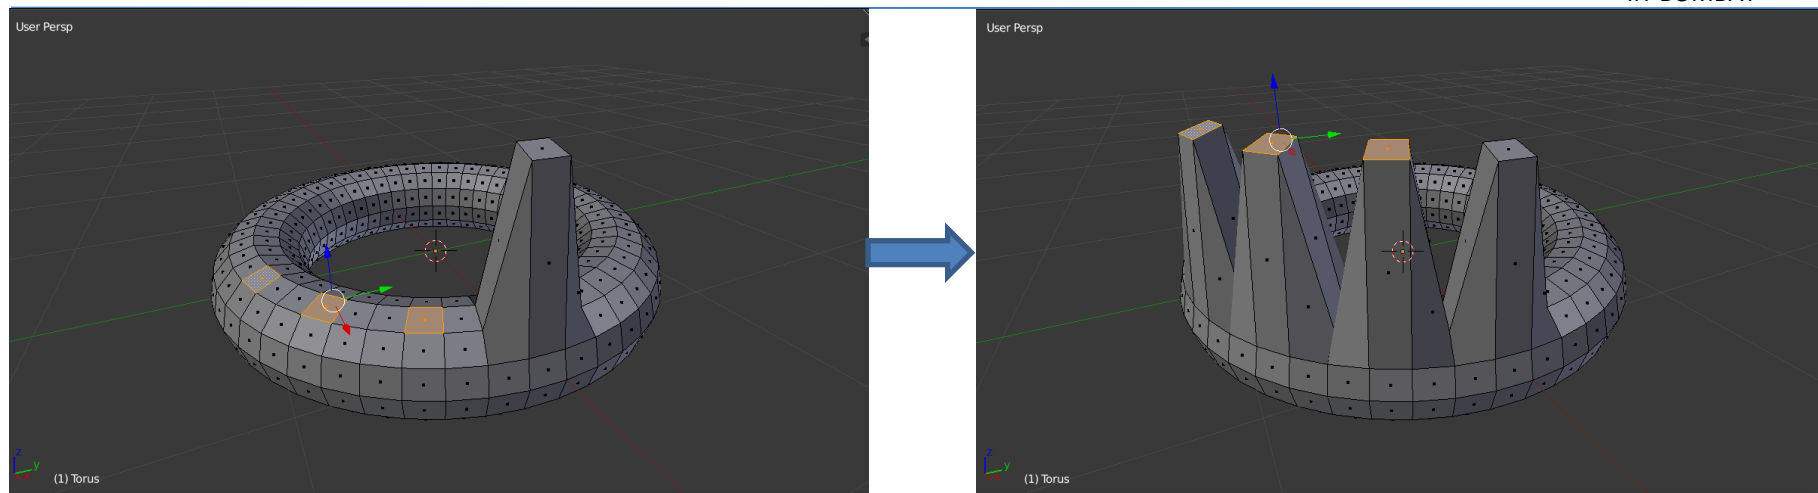 User Persp
z
y
x
(1) Torus
User Persp
z
y
x
(1) Torus